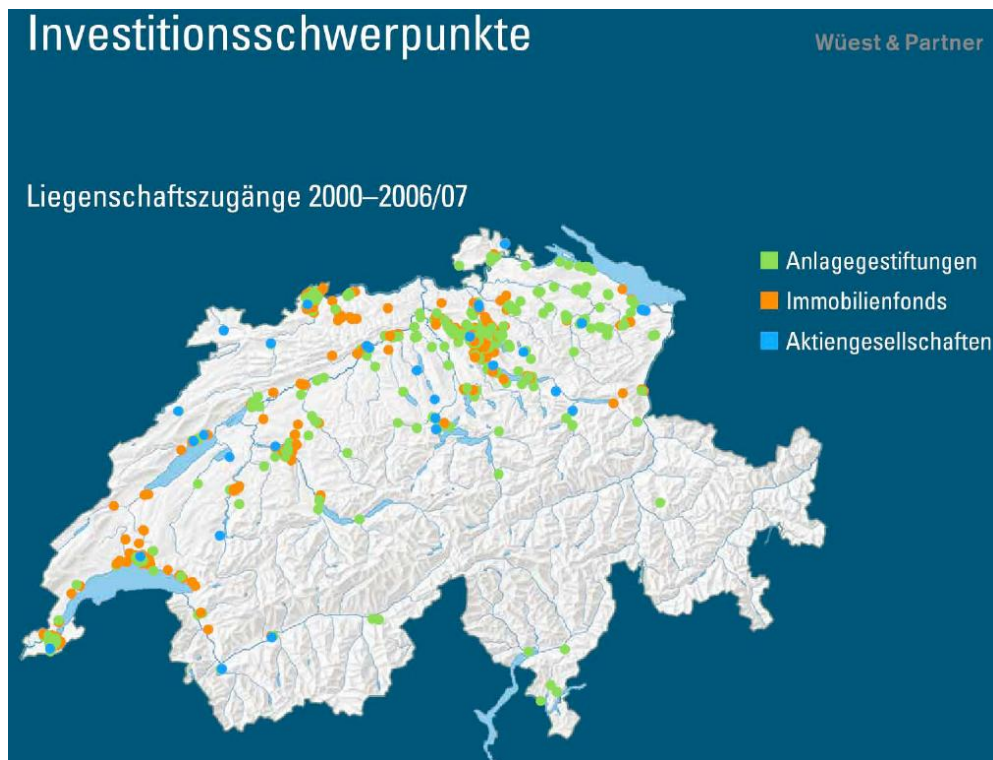 Investitionsschwerpunkte
Wüest & Partner
Liegenschaftszugänge 2000–2006/07
Anlagegestiftungen
Immobilienfonds
Aktiengesellschaften